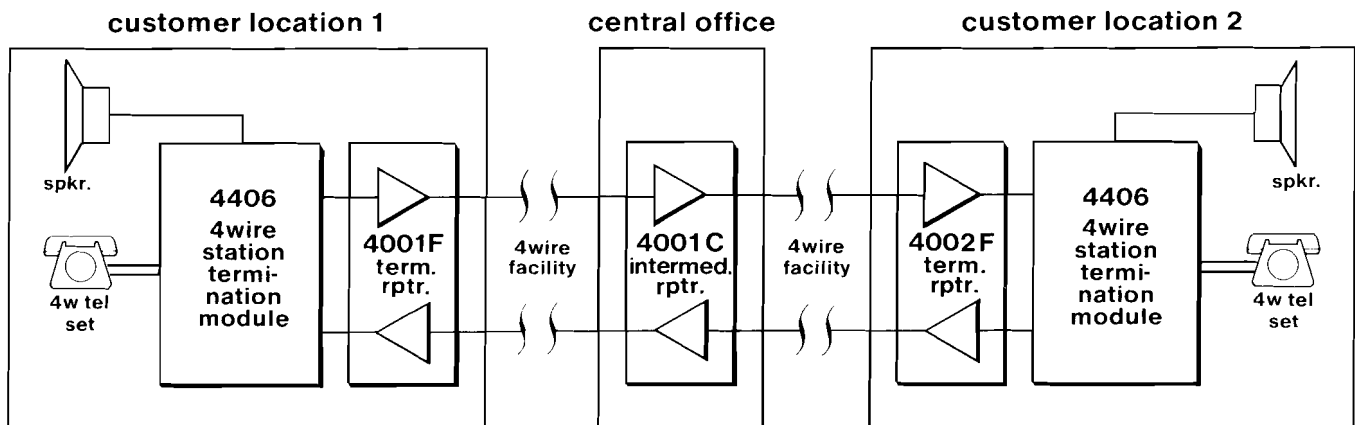 customer location 1
central office
customer location 2
spkr.
4w tel
set
4406
4wire
station
termi-
nation
module
4001F
term.
rptr.
4wire
facility
4001C
intermed.
rptr.
4wire
facility
4002F
term.
rptr.
4406
4wire
station
termi-
nation
module
spkr.
4w tel
set